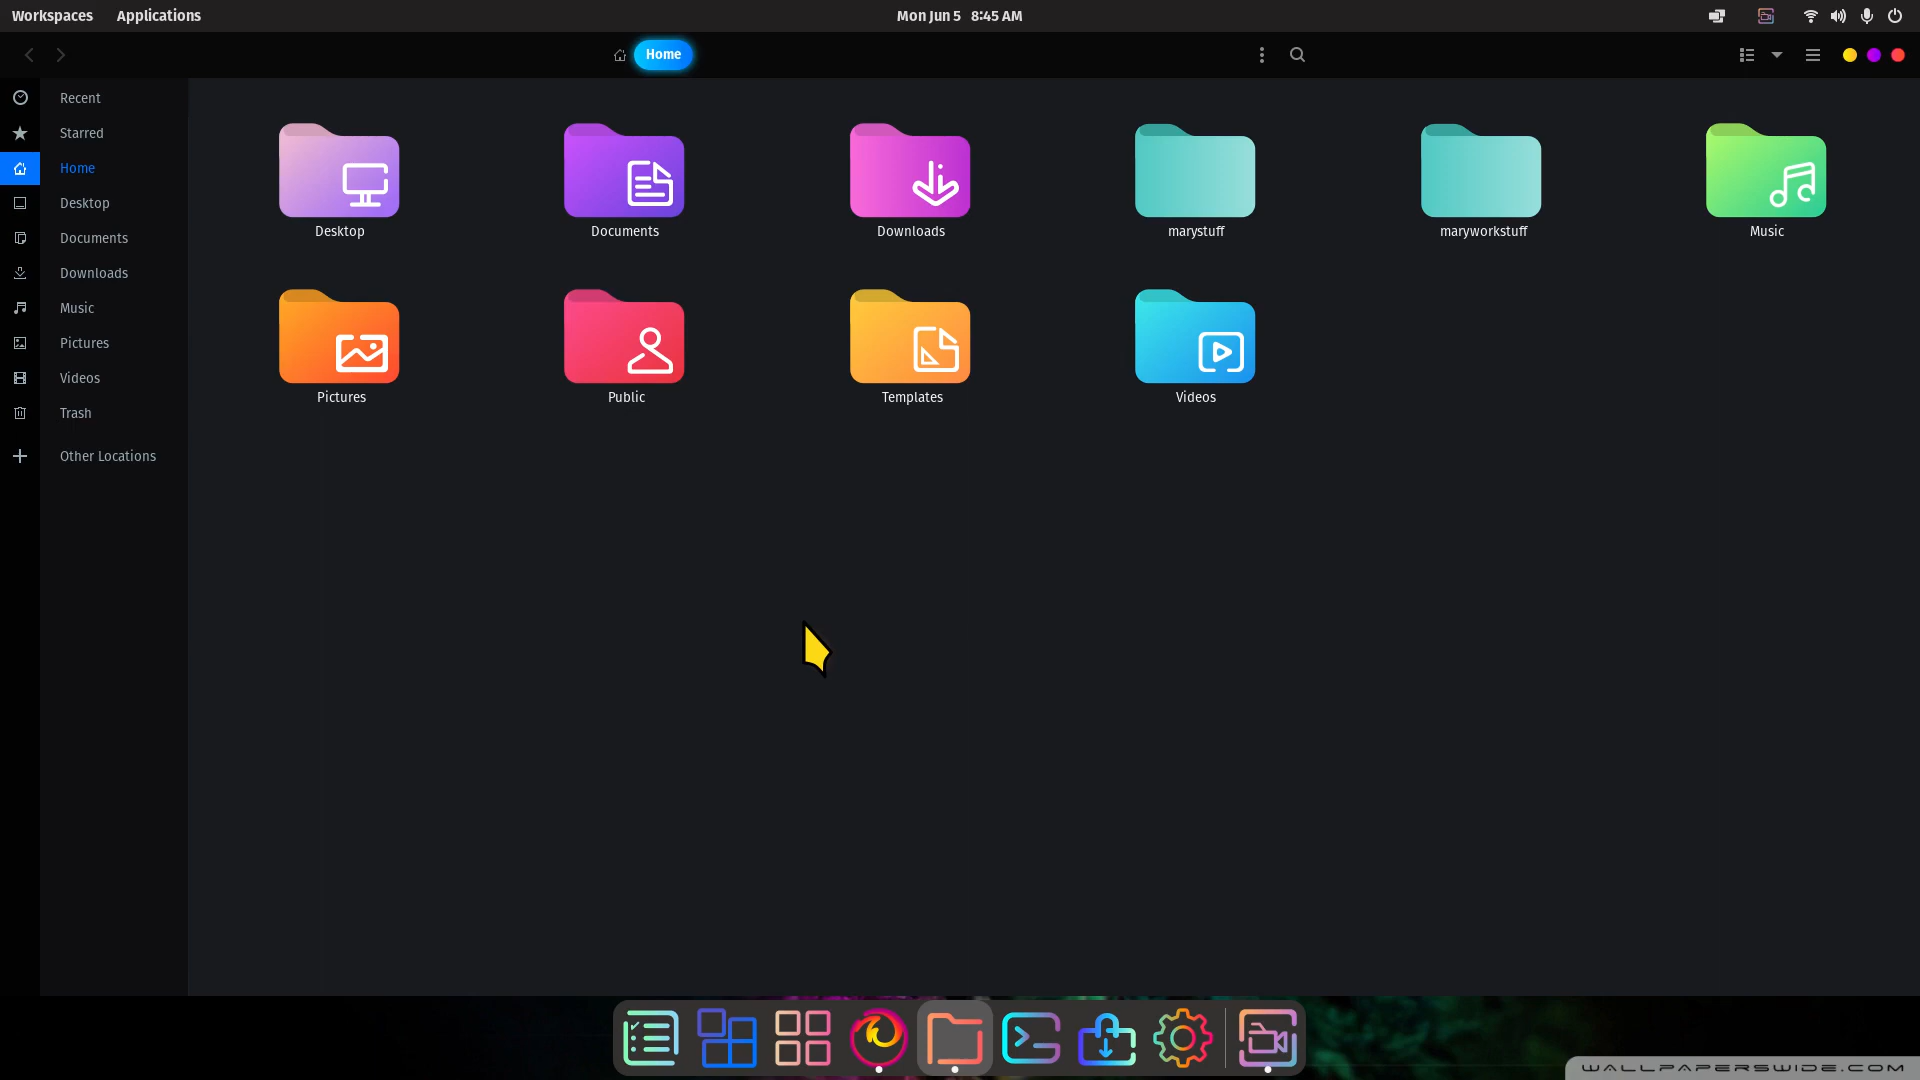 Workspaces Applications Mon Jun 5 8:45 AM
Home
Recent
Starred
Home
Desktop
Documents
Downloads
Music
Pictures
Videos
Trash
Other Locations
Desktop Documents Downloads marystuff maryworkstuff Music
Pictures Public Templates Videos
WALLPAPERSWIDE.COM